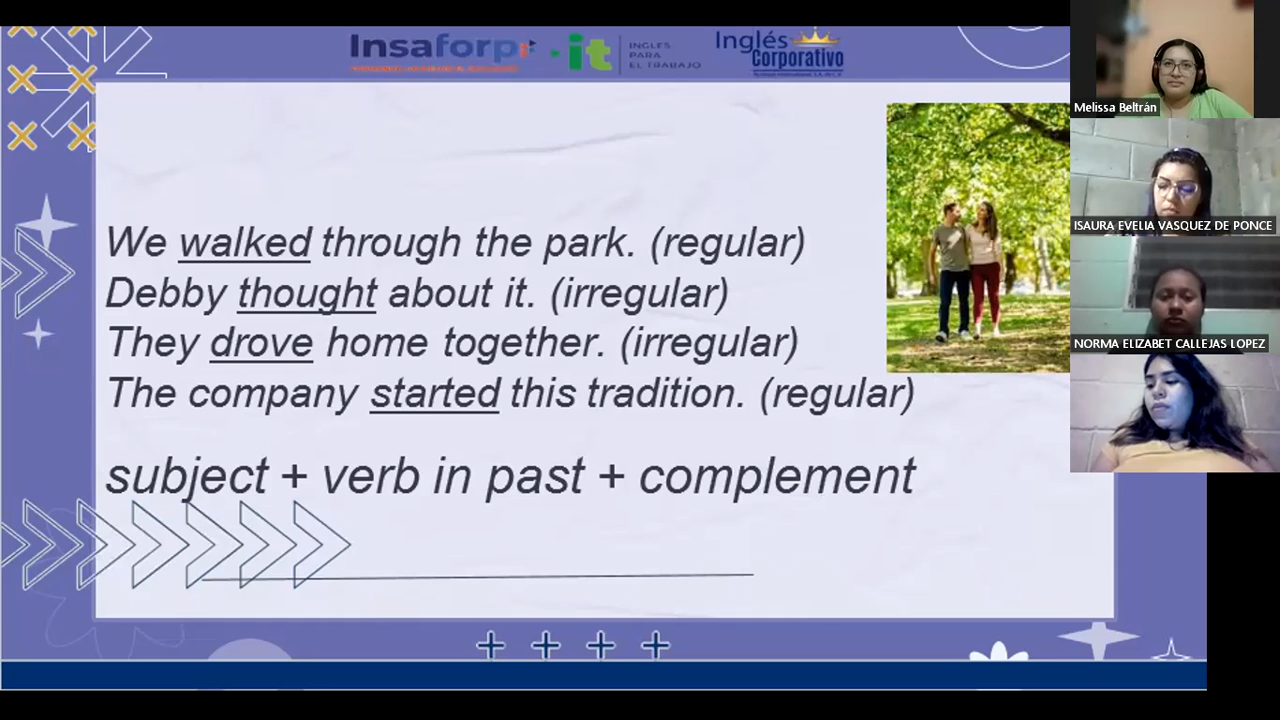 Insaforp
it
INGLES
PARA
EL TRABAJO
Inglés
Corporativo
We walked through the park. (regular)
Debby thought about it. (irregular)
They drove home together. (irregular)
The company started this tradition. (regular)
subject + verb in past + complement
Melissa Beltrán
ISAURA EVELIA VASQUEZ DE PONCE
NORMA ELIZABET CALLEJAS LOPEZ